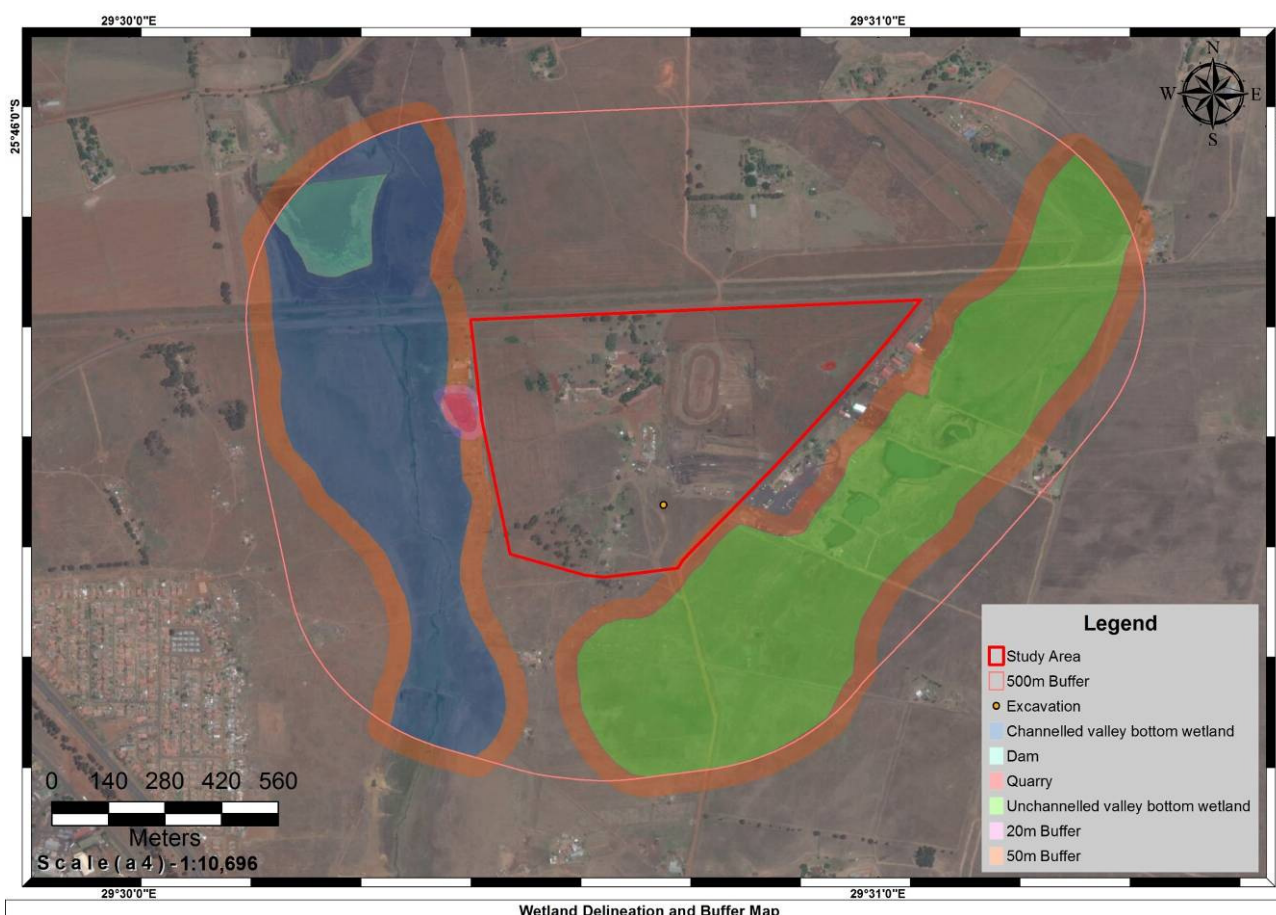 29°30'0"E
29°31'0"E
25°46'0"S
N
W
E
S
Legend
Study Area
500m Buffer
Excavation
Channelled valley bottom wetland
Dam
Quarry
Unchannelled valley bottom wetland
20m Buffer
50m Buffer
0 140 280 420 560
Meters
Scale(a4)-1:10,696
29°30'0"E
29°31'0"E
Wetland Delineation and Buffer Map